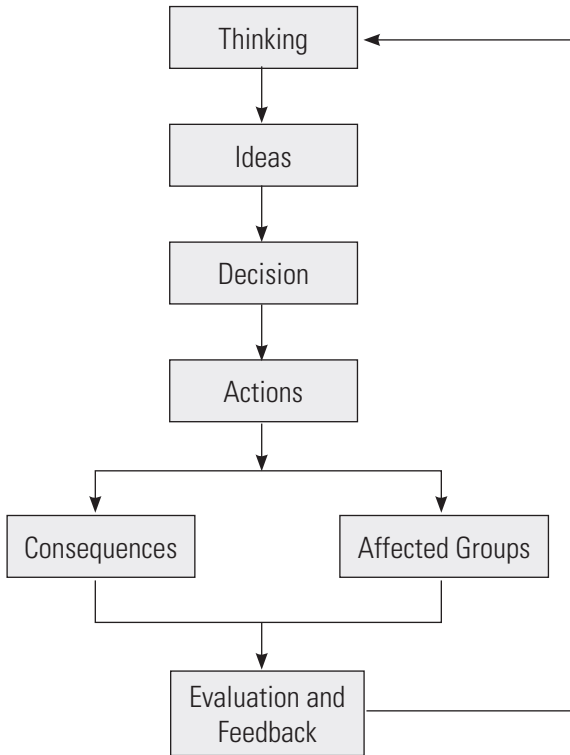 Thinking
Ideas
Decision
Actions
Consequences
Affected Groups
Evaluation and
Feedback